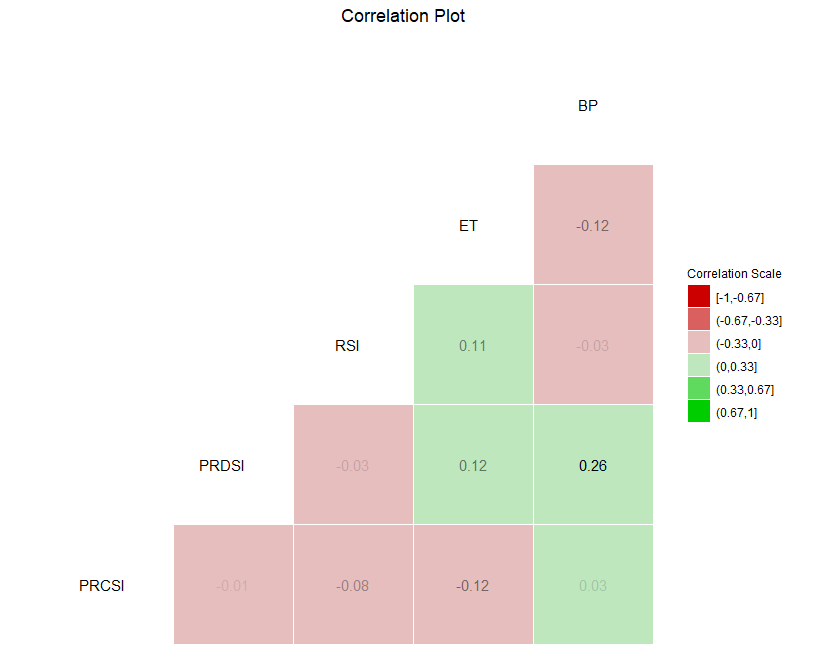 Correlation Plot
BP
ET
-0.12
RSI
0.11
-0.03
PRDSI
-0.03
0.12
0.26
PRCSI
-0.01
-0.08
-0.12
0.03
Correlation Scale
[-1,-0.67]
(-0.67,-0.33]
(-0.33,0]
(0,0.33]
(0.33,0.67]
(0.67,1]